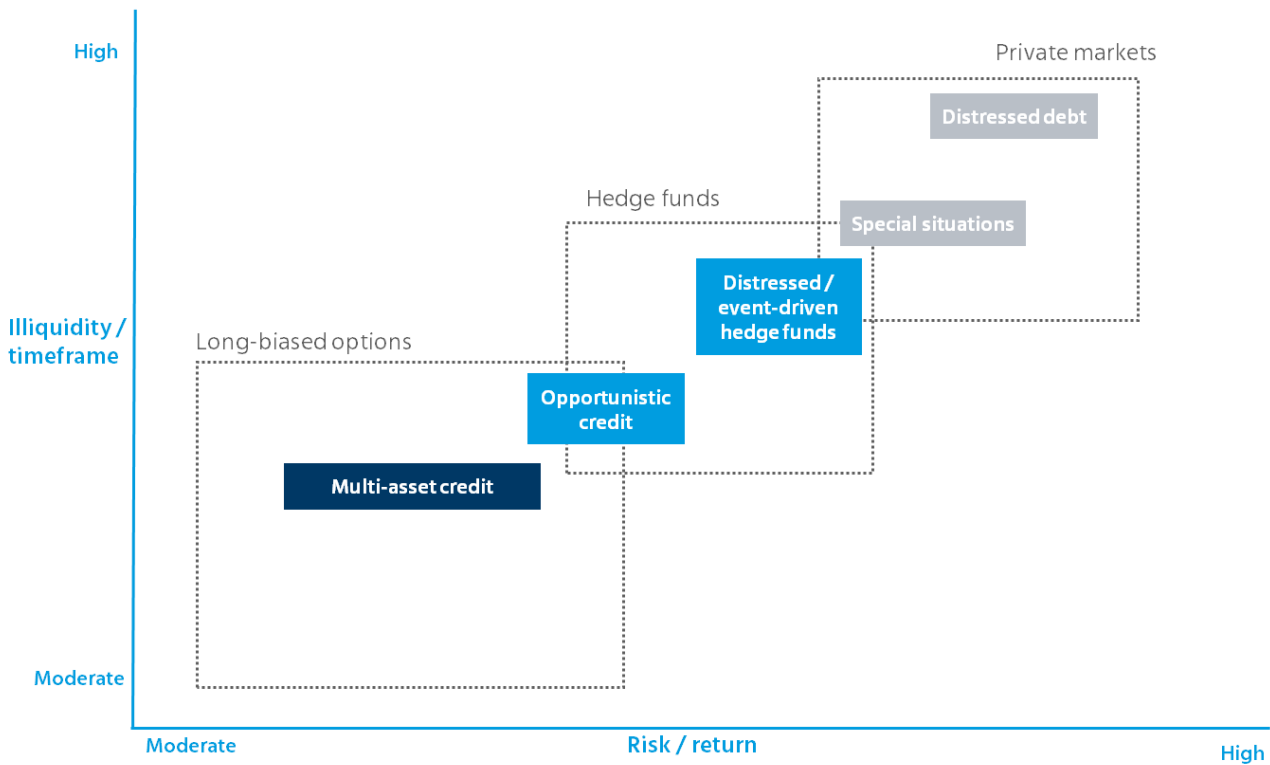 High
Private markets
Distressed debt
Hedge funds
Special situations
Distressed /
event-driven
hedge funds
Illiquidity /
timeframe
Long-biased options
Opportunistic
credit
Multi-asset credit
Moderate
Moderate
Risk / return
High